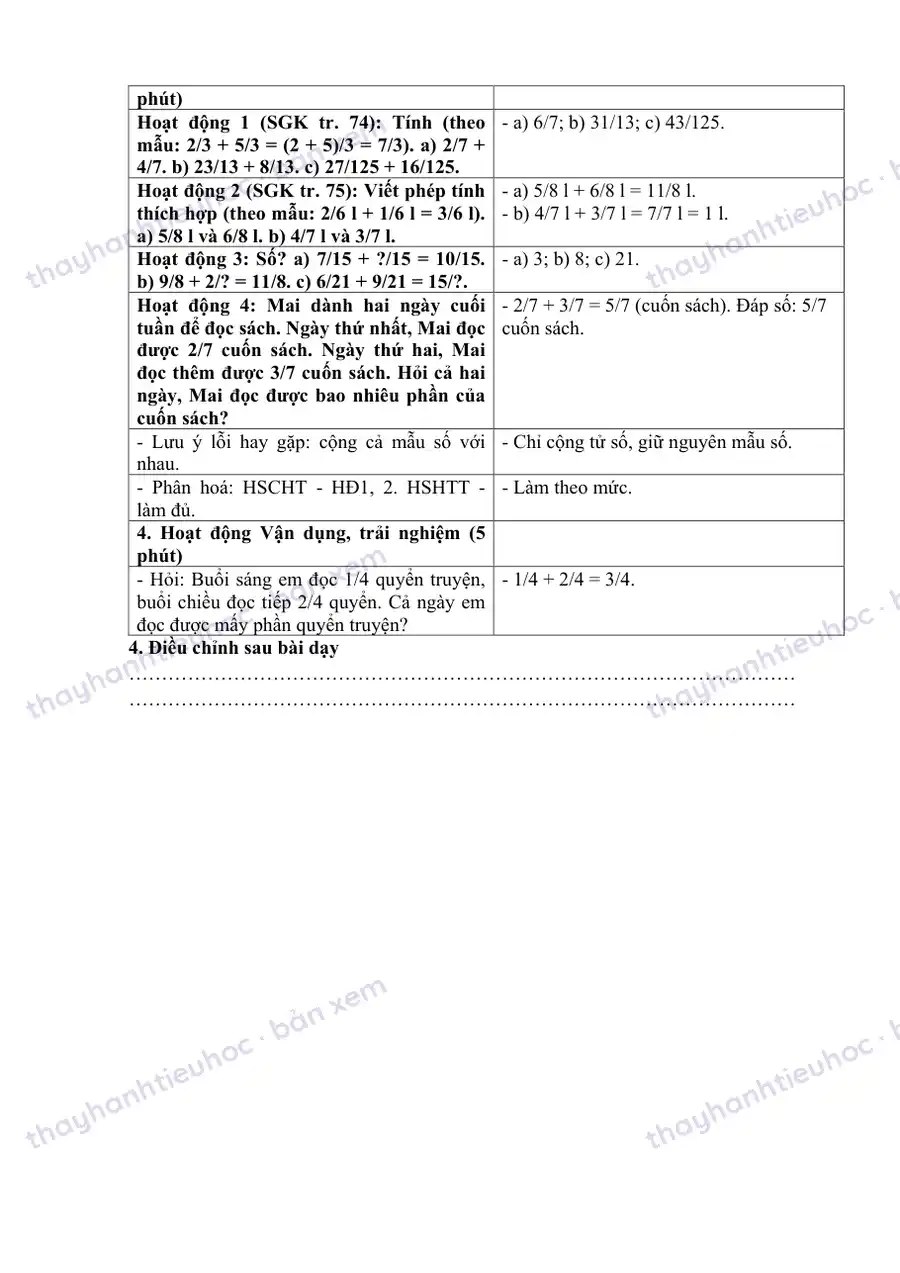 phút)
Hoạt động 1 (SGK tr. 74): Tính (theo
mẫu: 2/3 + 5/3 = (2 + 5)/3 = 7/3). a) 2/7 +
4/7. b) 23/13 + 8/13. c) 27/125 + 16/125.
- a) 6/7; b) 31/13; c) 43/125.
Hoạt động 2 (SGK tr. 75): Viết phép tính
thích hợp (theo mẫu: 2/6 l + 1/6 l = 3/6 l).
a) 5/8 l và 6/8 l. b) 4/7 l và 3/7 l.
- a) 5/8 l + 6/8 l = 11/8 l.
- b) 4/7 l + 3/7 l = 7/7 l = 1 l.
Hoạt động 3: Số? a) 7/15 + ?/15 = 10/15.
b) 9/8 + 2/? = 11/8. c) 6/21 + 9/21 = 15/?.
- a) 3; b) 8; c) 21.
Hoạt động 4: Mai dành hai ngày cuối
tuần để đọc sách. Ngày thứ nhất, Mai đọc
được 2/7 cuốn sách. Ngày thứ hai, Mai
đọc thêm được 3/7 cuốn sách. Hỏi cả hai
ngày, Mai đọc được bao nhiêu phần của
cuốn sách?
- 2/7 + 3/7 = 5/7 (cuốn sách). Đáp số: 5/7
cuốn sách.
- Lưu ý lỗi hay gặp: cộng cả mẫu số với
nhau.
- Chỉ cộng tử số, giữ nguyên mẫu số.
- Phân hoá: HSCHT - HĐ1, 2. HSHTT -
làm đủ.
- Làm theo mức.
4. Hoạt động Vận dụng, trải nghiệm (5
phút)
- Hỏi: Buổi sáng em đọc 1/4 quyển truyện,
buổi chiều đọc tiếp 2/4 quyển. Cả ngày em
đọc được mấy phần quyển truyện?
- 1/4 + 2/4 = 3/4.
4. Điều chỉnh sau bài dạy
……………………………………………………………………………………
……………………………………………………………………………………
thayhanhtieuhoc · bản xem
thayhanhtieuhoc · b
thayhanhtieuhoc · bản xem
thayhanhtieuhoc · b
thayhanhtieuhoc · bản xem
thayhanhtieuhoc · b